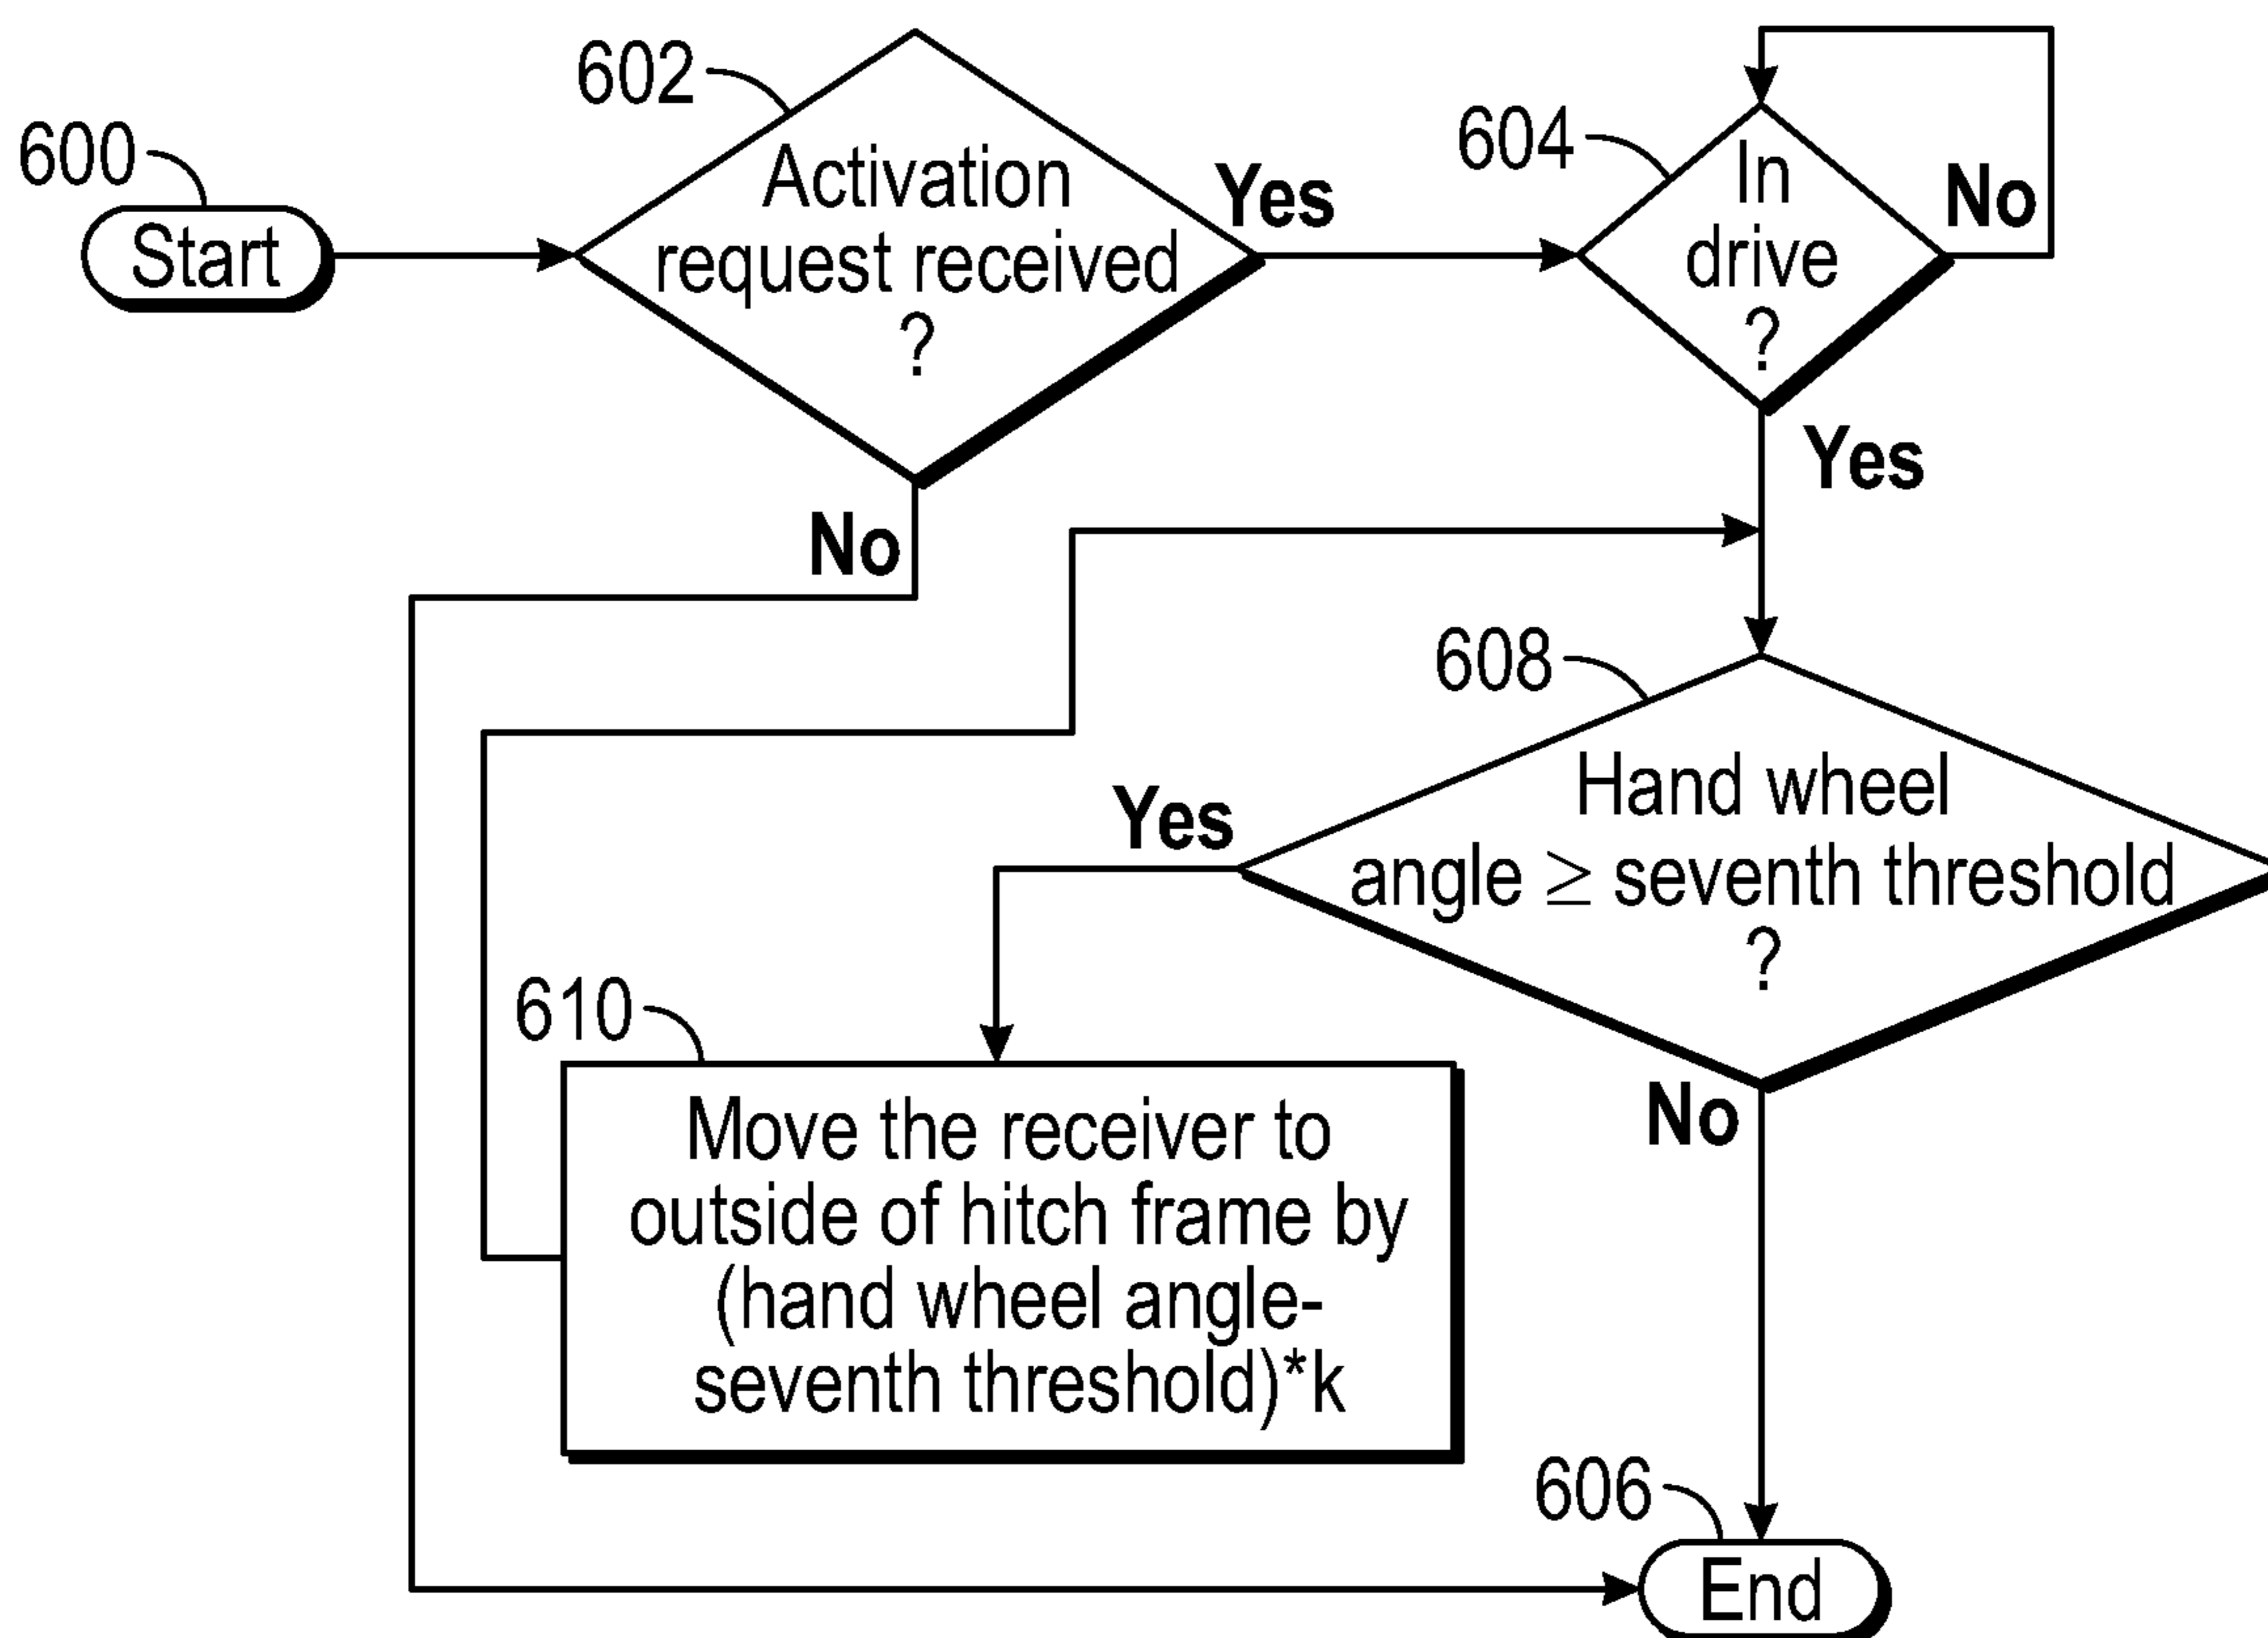 600
Start
602
Activation
request received
?
Yes
No
604
In
drive
?
No
Yes
608
Hand wheel
angle ≥ seventh threshold
?
Yes
No
610
Move the receiver to
outside of hitch frame by
(hand wheel angle-
seventh threshold)*k
606
End